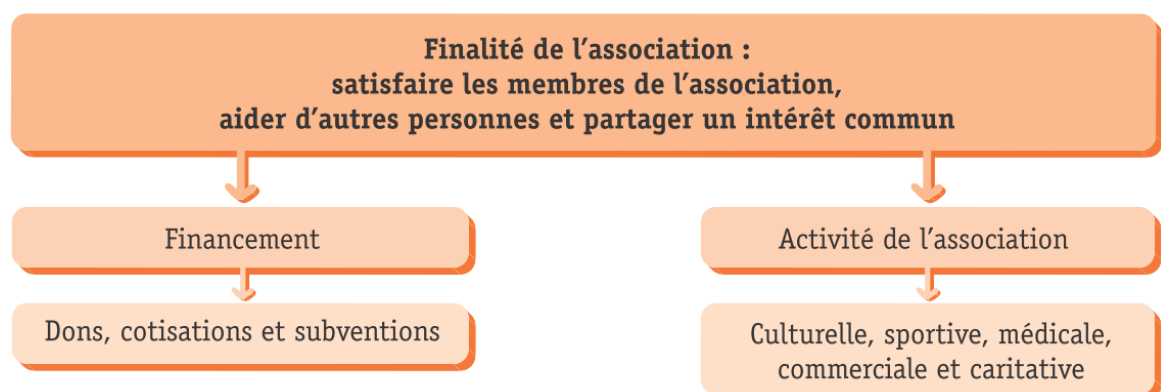 Finalité de l’association :
satisfaire les membres de l’association,
aider d’autres personnes et partager un intérêt commun
Financement
Dons, cotisations et subventions
Activité de l’association
Culturelle, sportive, médicale,
commerciale et caritative